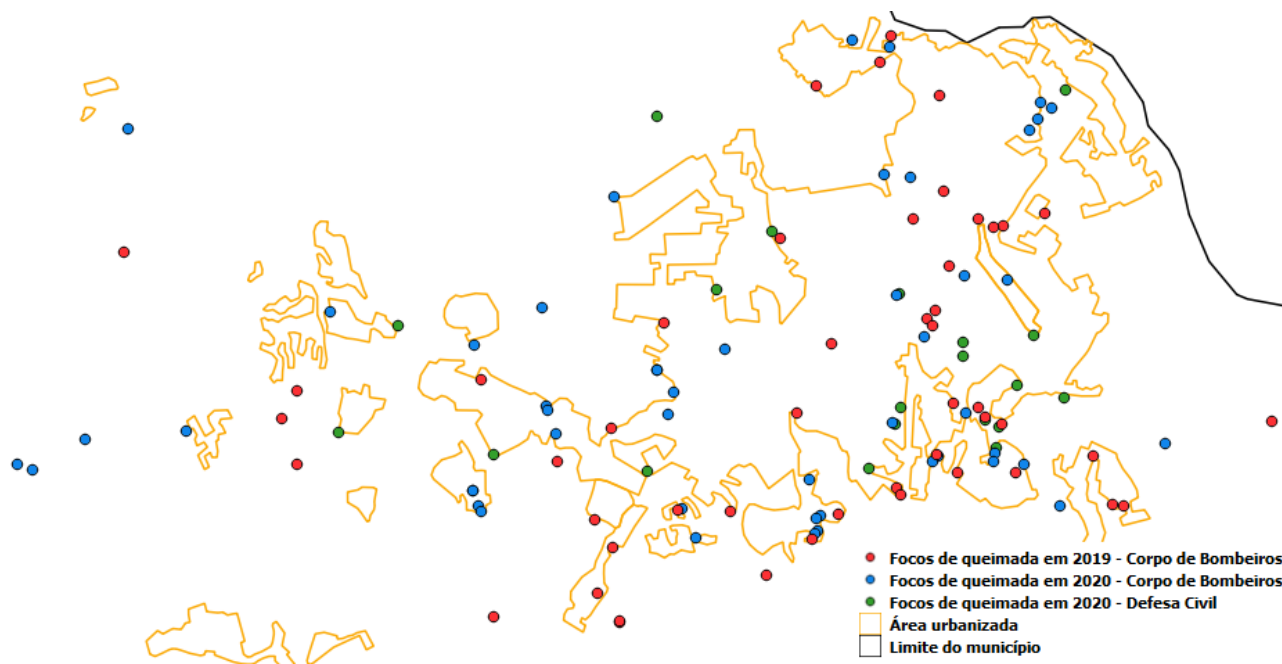 Focos de queimada em 2019 - Corpo de Bombeiros
Focos de queimada em 2020 - Corpo de Bombeiros
Focos de queimada em 2020 - Defesa Civil
Área urbanizada
Limite do município